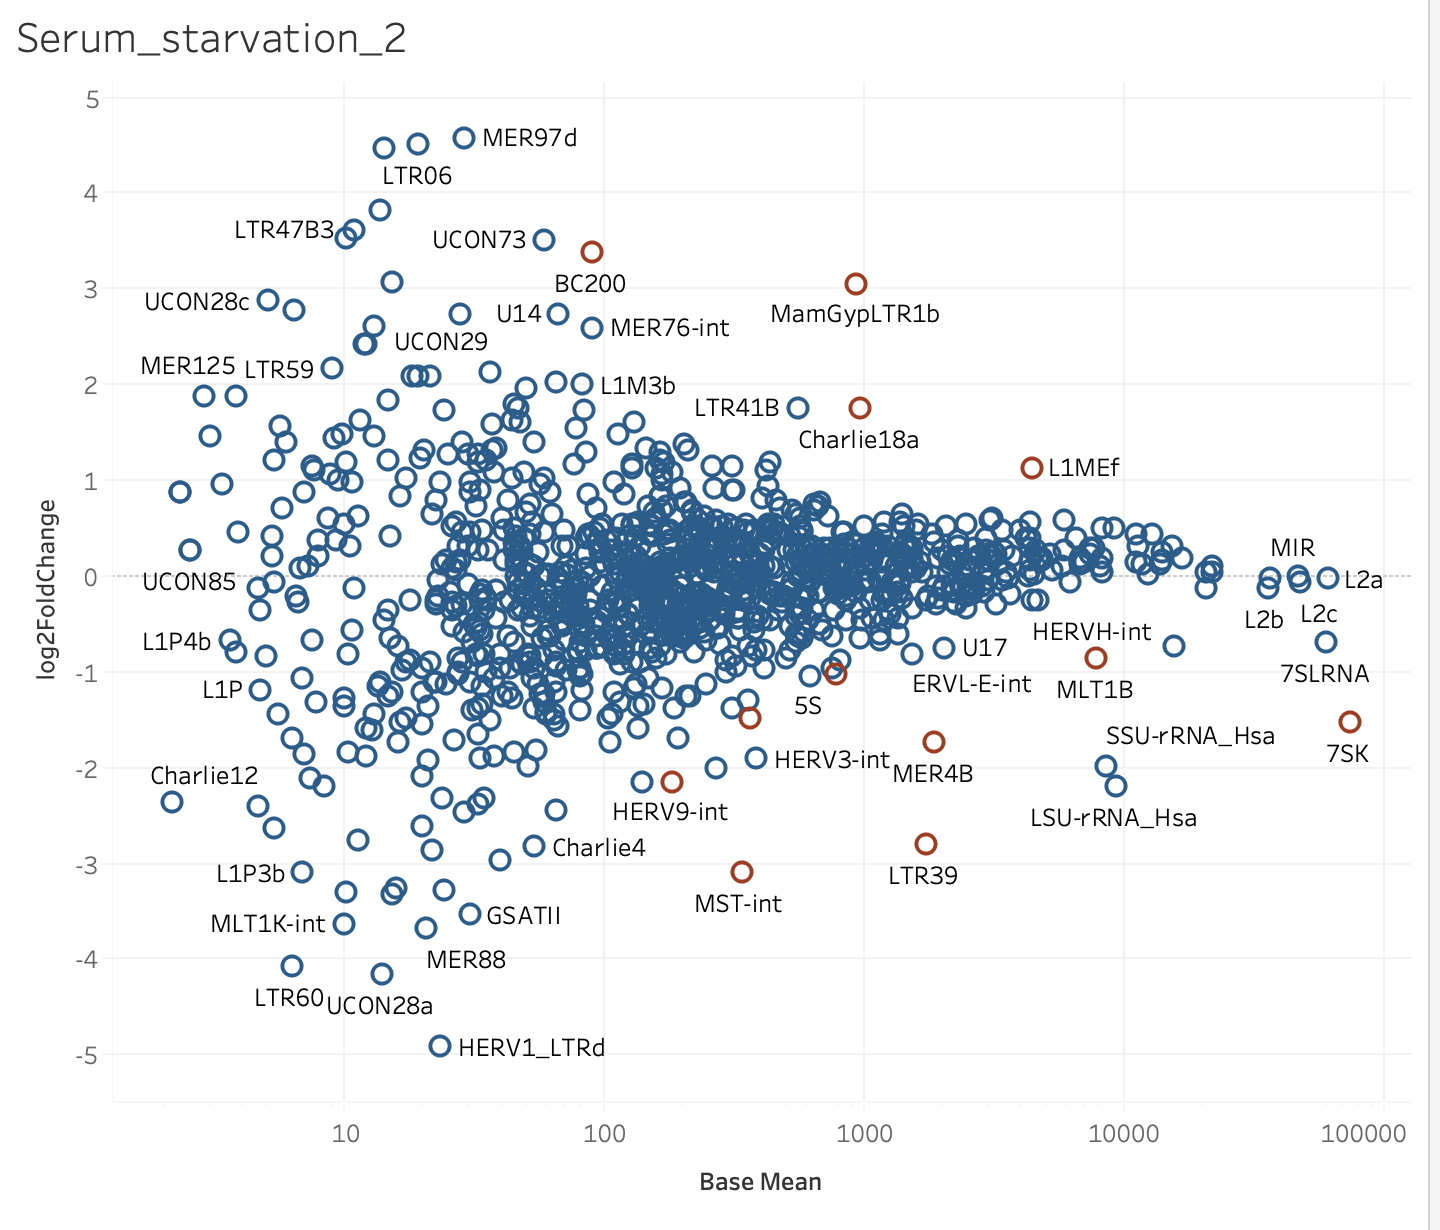 Serum_starvation_2
5
MER97d
LTR06
4
LTR47B3
UCON73
BC200
3
UCON28c
U14
MamGypLTR1b
MER76-int
UCON29
MER125
LTR59
2
L1M3b
LTR41B
Charlie18a
L1MEf
1
log2FoldChange
MIR
0
UCON85
L2a
L2b
L2c
HERVH-int
L1P4b
U17
-1
7SLRNA
L1P
ERVL-E-int
MLT1B
5S
SSU-rRNA_Hsa
7SK
HERV3-int
-2
Charlie12
MER4B
HERV9-int
LSU-rRNA_Hsa
Charlie4
-3
L1P3b
LTR39
MST-int
GSATII
MLT1K-int
-4
MER88
LTR60
UCON28a
HERV1_LTRd
-5
10
100
1000
10000
100000
Base Mean